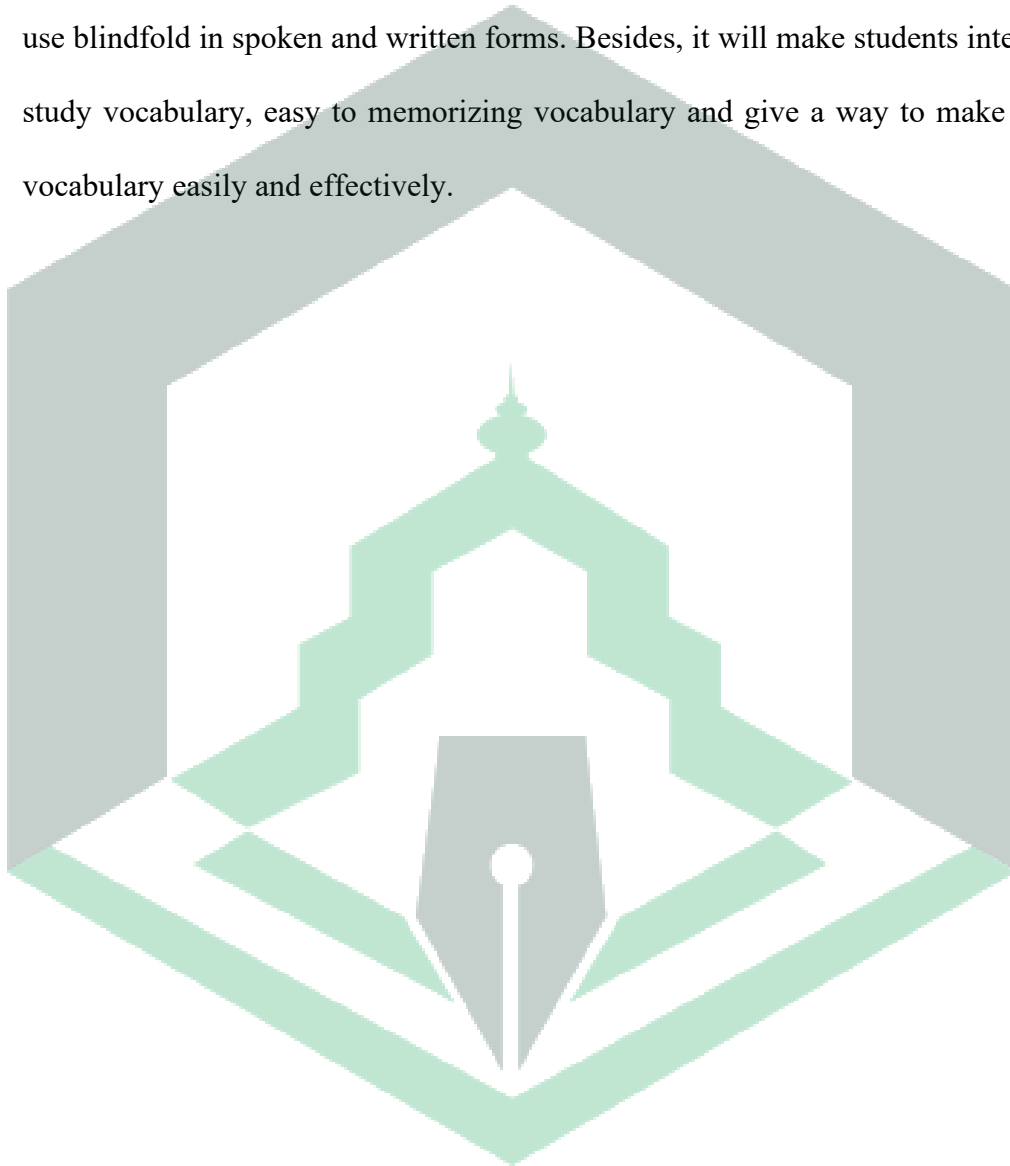 use blindfold in spoken and written forms. Besides, it will make students
study vocabulary, easy to memorizing vocabulary and give a way to make
vocabulary easily and effectively.